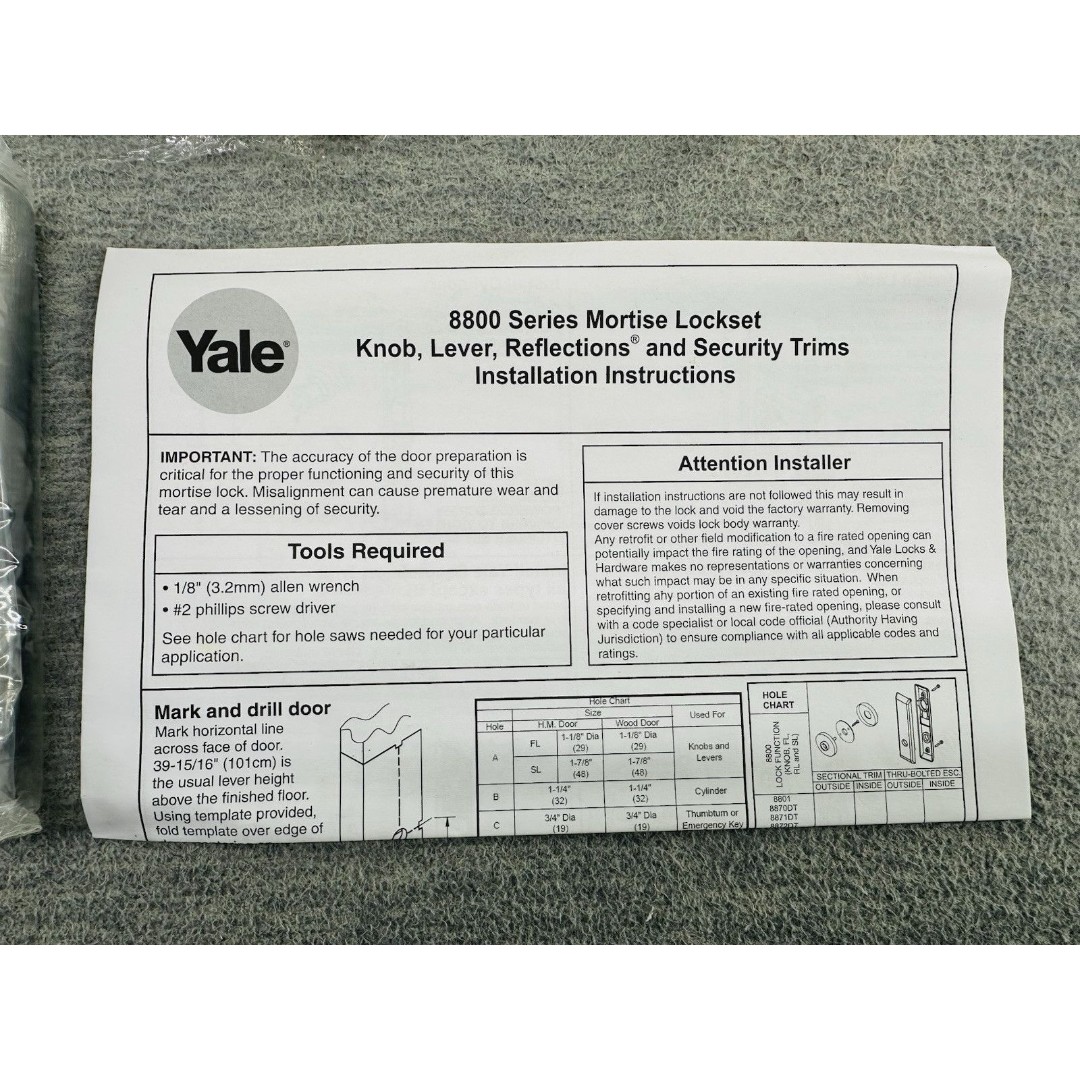 Yale®
8800 Series Mortise Lockset
Knob, Lever, Reflections® and Security Trims
Installation Instructions
IMPORTANT: The accuracy of the door preparation is
critical for the proper functioning and security of this
mortise lock. Misalignment can cause premature wear and
tear and a lessening of security.
Tools Required
• 1/8" (3.2mm) allen wrench
• #2 phillips screw driver
See hole chart for hole saws needed for your particular
application.
Attention Installer
If installation instructions are not followed this may result in
damage to the lock and void the factory warranty. Removing
cover screws voids lock body warranty.
Any retrofit or other field modification to a fire rated opening can
potentially impact the fire rating of the opening, and Yale Locks &
Hardware makes no representations or warranties concerning
what such impact may be in any specific situation. When
retrofitting any portion of an existing fire rated opening, or
specifying and installing a new fire-rated opening, please consult
with a code specialist or local code official (Authority Having
Jurisdiction) to ensure compliance with all applicable codes and
ratings.
Mark and drill door
Mark horizontal line
across face of door.
39-15/16" (101cm) is
the usual lever height
above the finished floor.
Using template provided,
fold template over edge of
Hole Chart
Hole Size Used For
H.M. Door Wood Door
A FL 1-1/8" Dia (29) 1-1/8" Dia (29) Knobs and Levers
SL 1-7/8" (48) 1-7/8" (48)
B 1-1/4" (32) 1-1/4" (32) Cylinder
C 3/4" Dia (19) 3/4" Dia (19) Thumbturn or Emergency Key
HOLE
CHART
8800
LOCK FUNCTION
(KNOB, FL,
RL and SL)
SECTIONAL TRIM THRU-BOLTED ESC.
OUTSIDE INSIDE OUTSIDE INSIDE
8801
8870DT
8871DT
8872DT